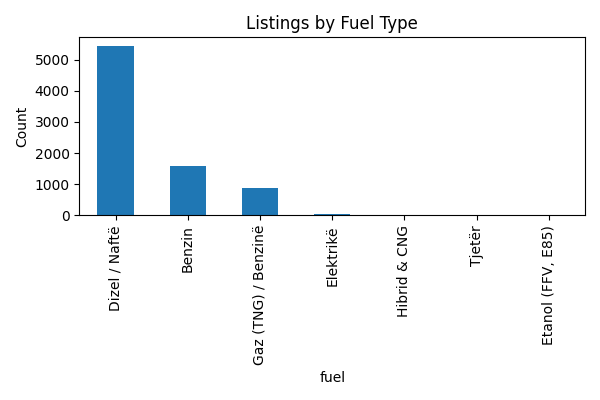 Listings by Fuel Type
Count
5000
4000
3000
2000
1000
0
Dizel / Naftë
Benzin
Gaz (TNG) / Benzinë
Elektrikë
Hibrid & CNG
Tjetër
Etanol (FFV, E85)
fuel